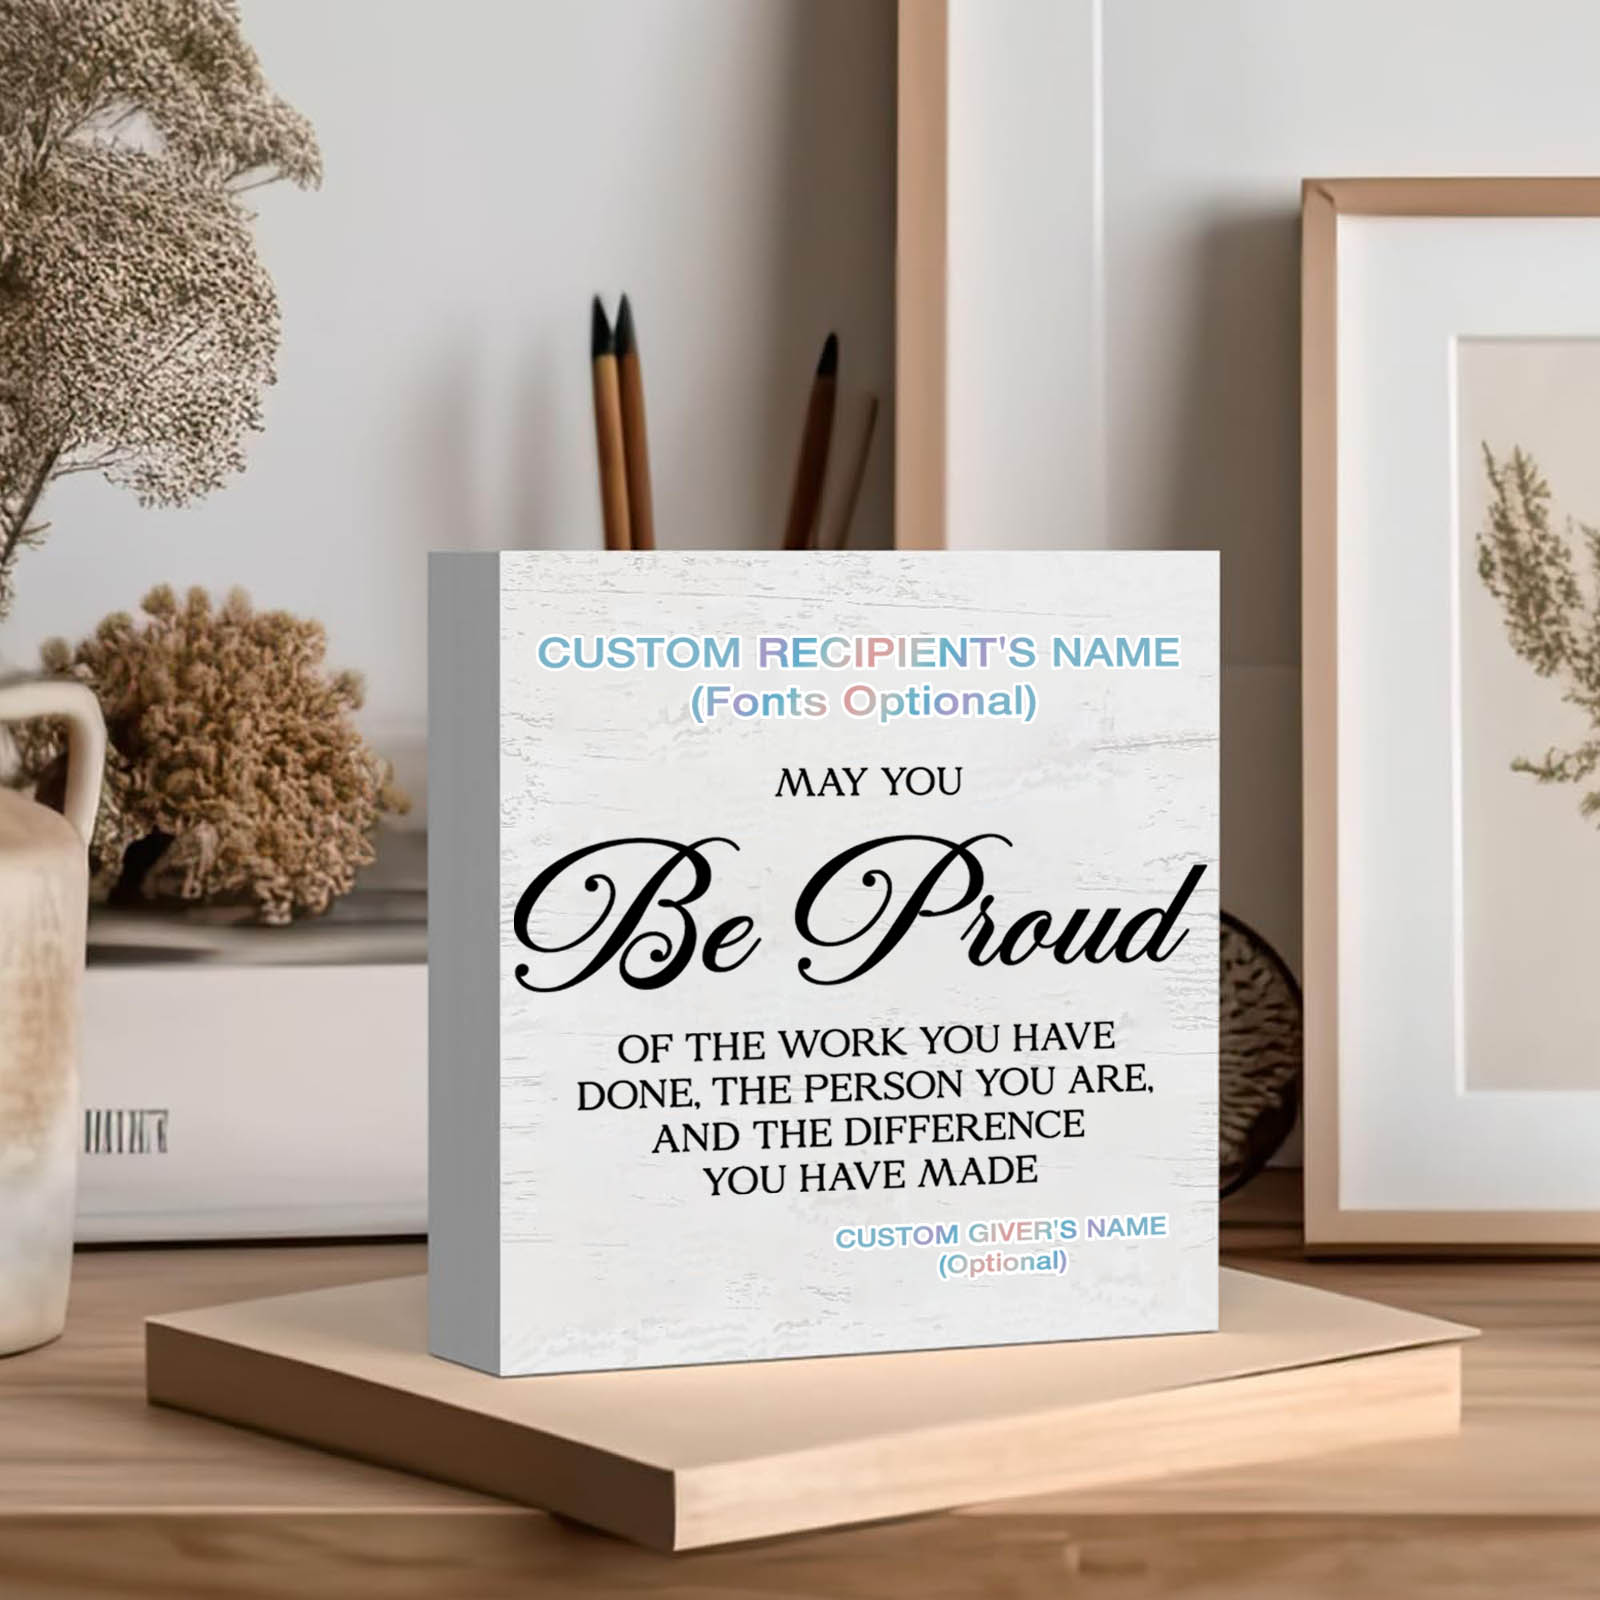 CUSTOM RECIPIENT'S NAME
(Fonts Optional)
MAY YOU
Be Proud
OF THE WORK YOU HAVE
DONE, THE PERSON YOU ARE,
AND THE DIFFERENCE
YOU HAVE MADE
CUSTOM GIVER'S NAME
(Optional)